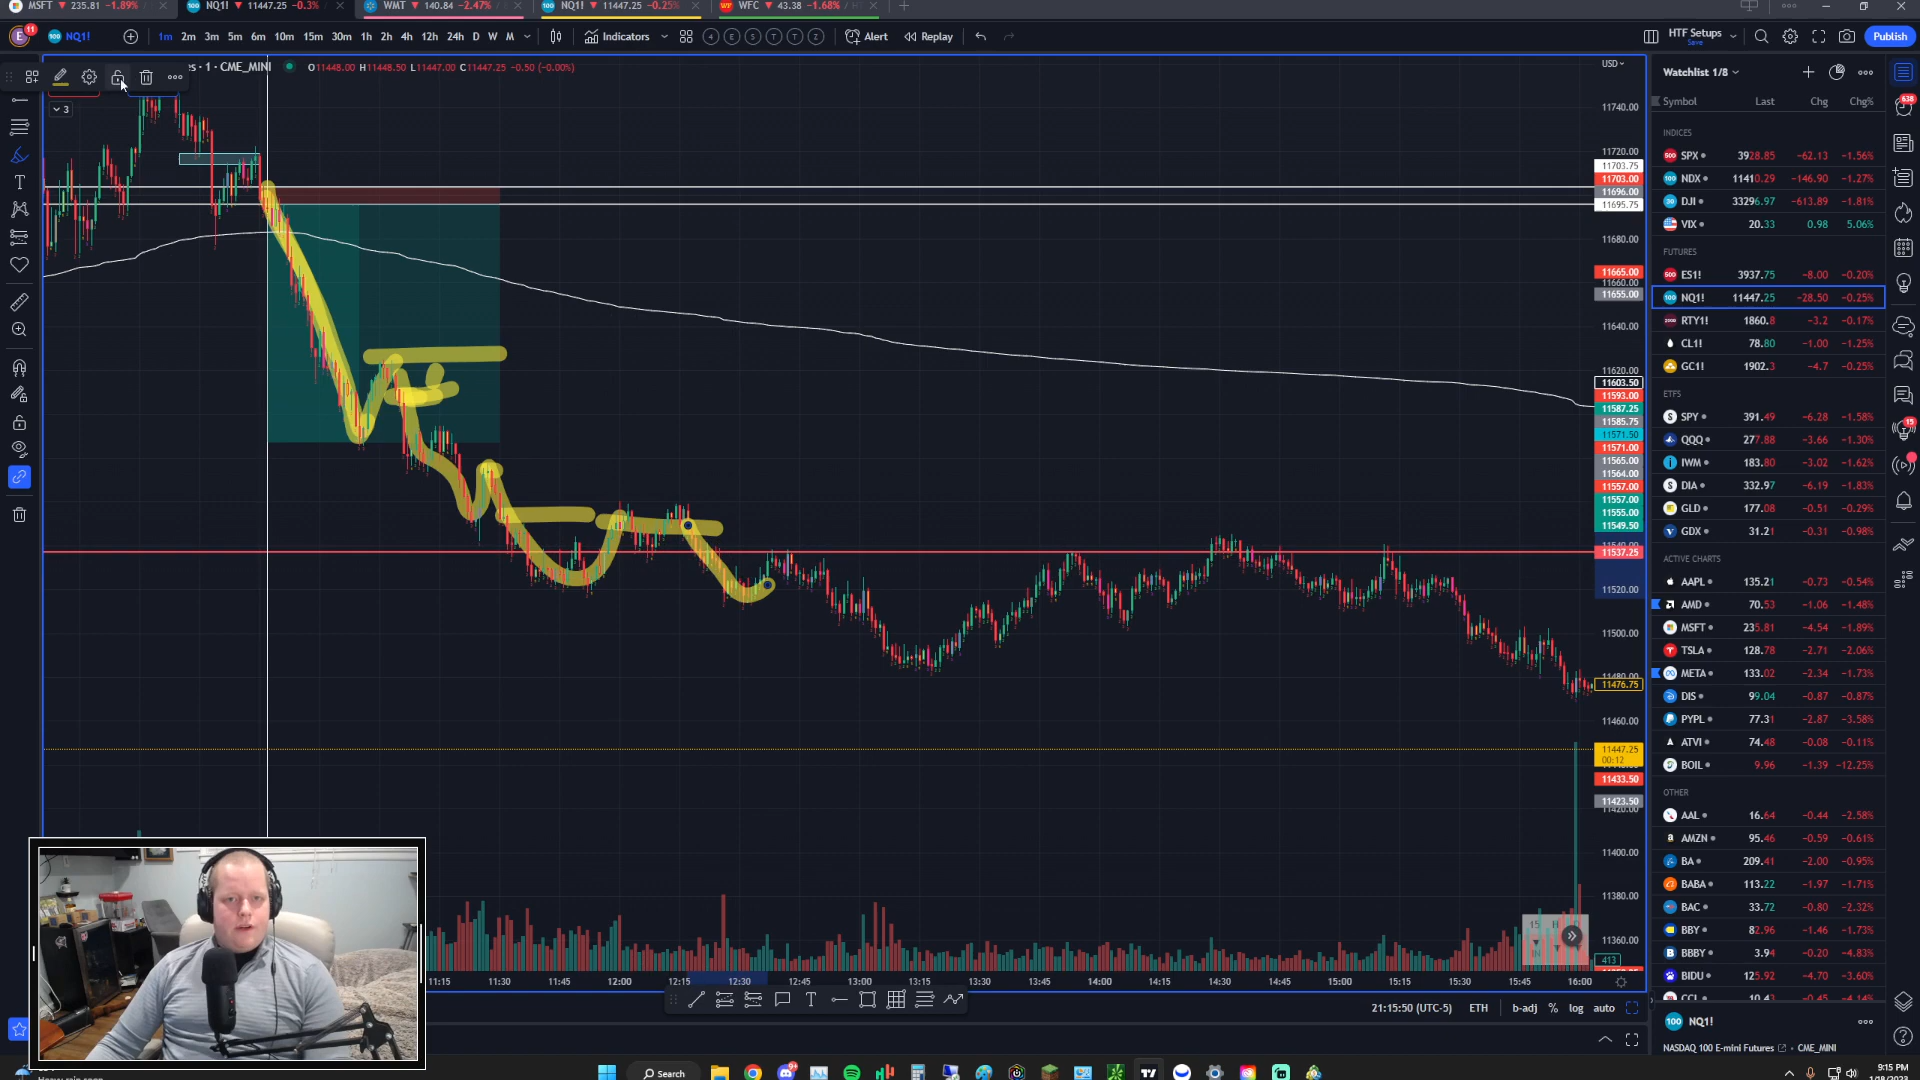 MSFT ▼ 235.81 −1.89%
NQ1! ▼ 11447.25 −0.3%
WMT ▼ 140.84 −2.47%
NQ1! ▼ 11447.25 −0.25%
WFC ▼ 43.38 −1.68%
E 11 NQ1! 1m 2m 3m 5m 6m 10m 15m 30m 1h 2h 4h 12h 24h D W M Indicators 4 E S T T Z Alert Replay HTF Setups Save Publish
s · 1 · CME_MINI O11448.00 H11448.50 L11447.00 C11447.25 −0.50 (−0.00%)
3
USD
11740.00
11720.00
11703.75
11703.00
11696.00
11695.75
11680.00
11665.00
11660.00
11655.00
11640.00
11620.00
11603.50
11593.00
11587.25
11585.75
11571.50
11571.00
11565.00
11564.00
11557.00
11557.00
11555.00
11549.50
11537.25
11520.00
11500.00
11480.00
11476.75
11460.00
11447.25
00:12
11433.50
11423.50
11420.00
11400.00
11380.00
11360.00
413
11:15 11:30 11:45 12:00 12:15 12:30 12:45 13:00 13:15 13:30 13:45 14:00 14:15 14:30 14:45 15:00 15:15 15:30 15:45 16:00
21:15:50 (UTC-5) ETH b-adj % log auto
Watchlist 1/8
Symbol Last Chg Chg%
INDICES
SPX 3928.85 −62.13 −1.56%
NDX 11410.29 −146.90 −1.27%
DJI 33296.97 −613.89 −1.81%
VIX 20.33 0.98 5.06%
FUTURES
ES1! 3937.75 −8.00 −0.20%
NQ1! 11447.25 −28.50 −0.25%
RTY1! 1860.8 −3.2 −0.17%
CL1! 78.80 −1.00 −1.25%
GC1! 1902.3 −4.7 −0.25%
ETFS
SPY 391.49 −6.28 −1.58%
QQQ 277.88 −3.66 −1.30%
IWM 183.80 −3.02 −1.62%
DIA 332.97 −6.19 −1.83%
GLD 177.08 −0.51 −0.29%
GDX 31.21 −0.31 −0.98%
ACTIVE CHARTS
AAPL 135.21 −0.73 −0.54%
AMD 70.53 −1.06 −1.48%
MSFT 235.81 −4.54 −1.89%
TSLA 128.78 −2.71 −2.06%
META 133.02 −2.34 −1.73%
DIS 99.04 −0.87 −0.87%
PYPL 77.31 −2.87 −3.58%
ATVI 74.48 −0.08 −0.11%
BOIL 9.96 −1.39 −12.25%
OTHER
AAL 16.64 −0.44 −2.58%
AMZN 95.46 −0.59 −0.61%
BA 209.41 −2.00 −0.95%
BABA 113.22 −1.97 −1.71%
BAC 33.72 −0.80 −2.32%
BBY 82.96 −1.46 −1.73%
BBBY 3.94 −0.20 −4.83%
BIDU 125.92 −4.70 −3.60%
CCL 10.43 −0.45 −4.14%
100 NQ1!
NASDAQ 100 E-mini Futures · CME_MINI
638
15
Search
9:15 PM
1/18/2023